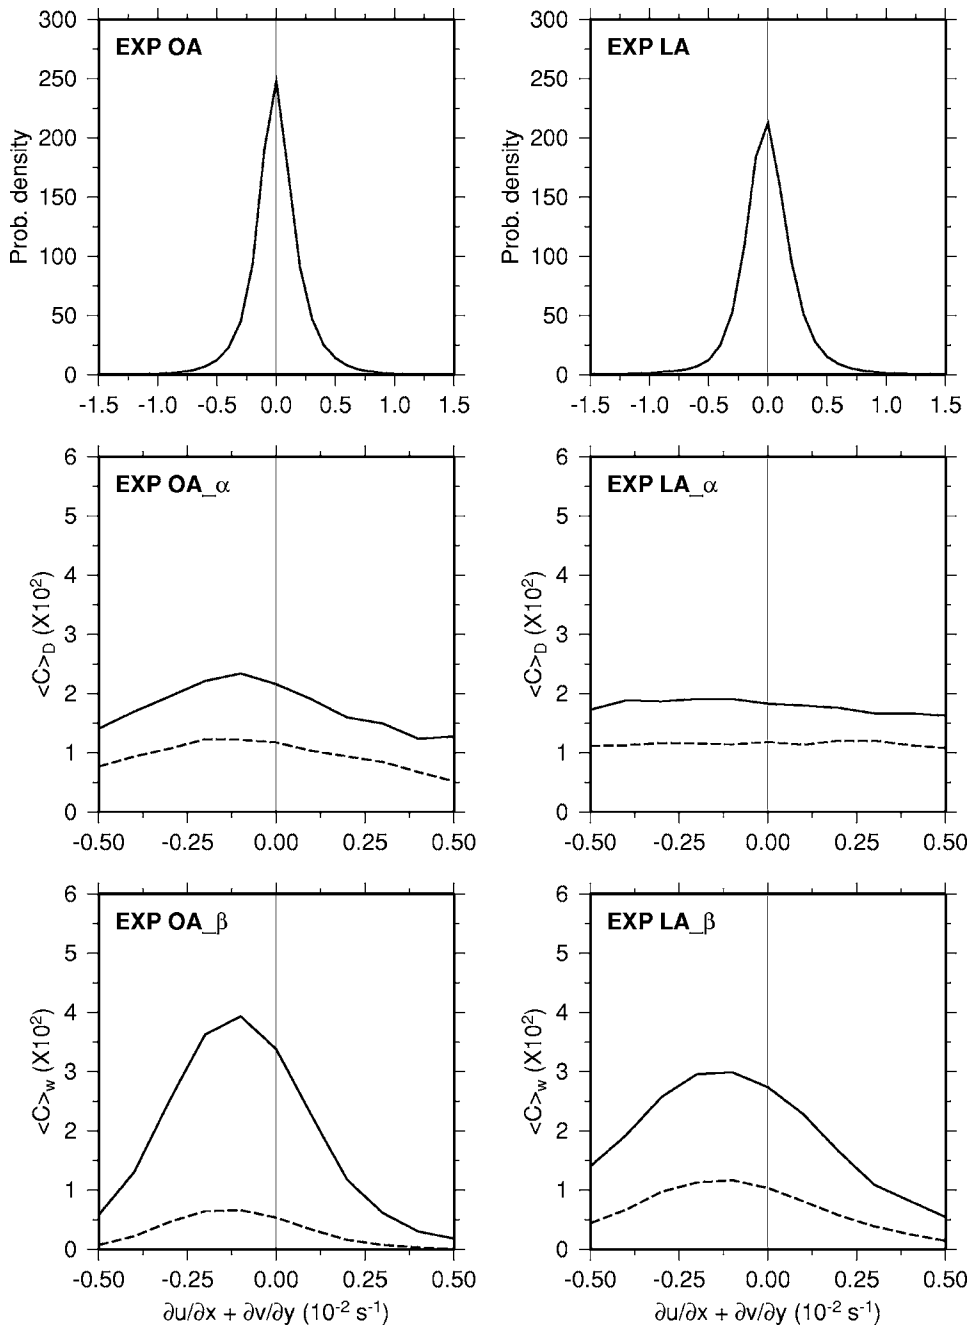 EXP OA
Prob. density
300
250
200
150
100
50
0
-1.5 -1.0 -0.5 0.0 0.5 1.0 1.5
EXP LA
Prob. density
300
250
200
150
100
50
0
-1.5 -1.0 -0.5 0.0 0.5 1.0 1.5
EXP OA_α
<C>D (X10²)
6
5
4
3
2
1
0
-0.50 -0.25 0.00 0.25 0.50
EXP LA_α
<C>D (X10²)
6
5
4
3
2
1
0
-0.50 -0.25 0.00 0.25 0.50
EXP OA_β
<C>w (X10²)
6
5
4
3
2
1
0
-0.50 -0.25 0.00 0.25 0.50
∂u/∂x + ∂v/∂y (10⁻² s⁻¹)
EXP LA_β
<C>w (X10²)
6
5
4
3
2
1
0
-0.50 -0.25 0.00 0.25 0.50
∂u/∂x + ∂v/∂y (10⁻² s⁻¹)